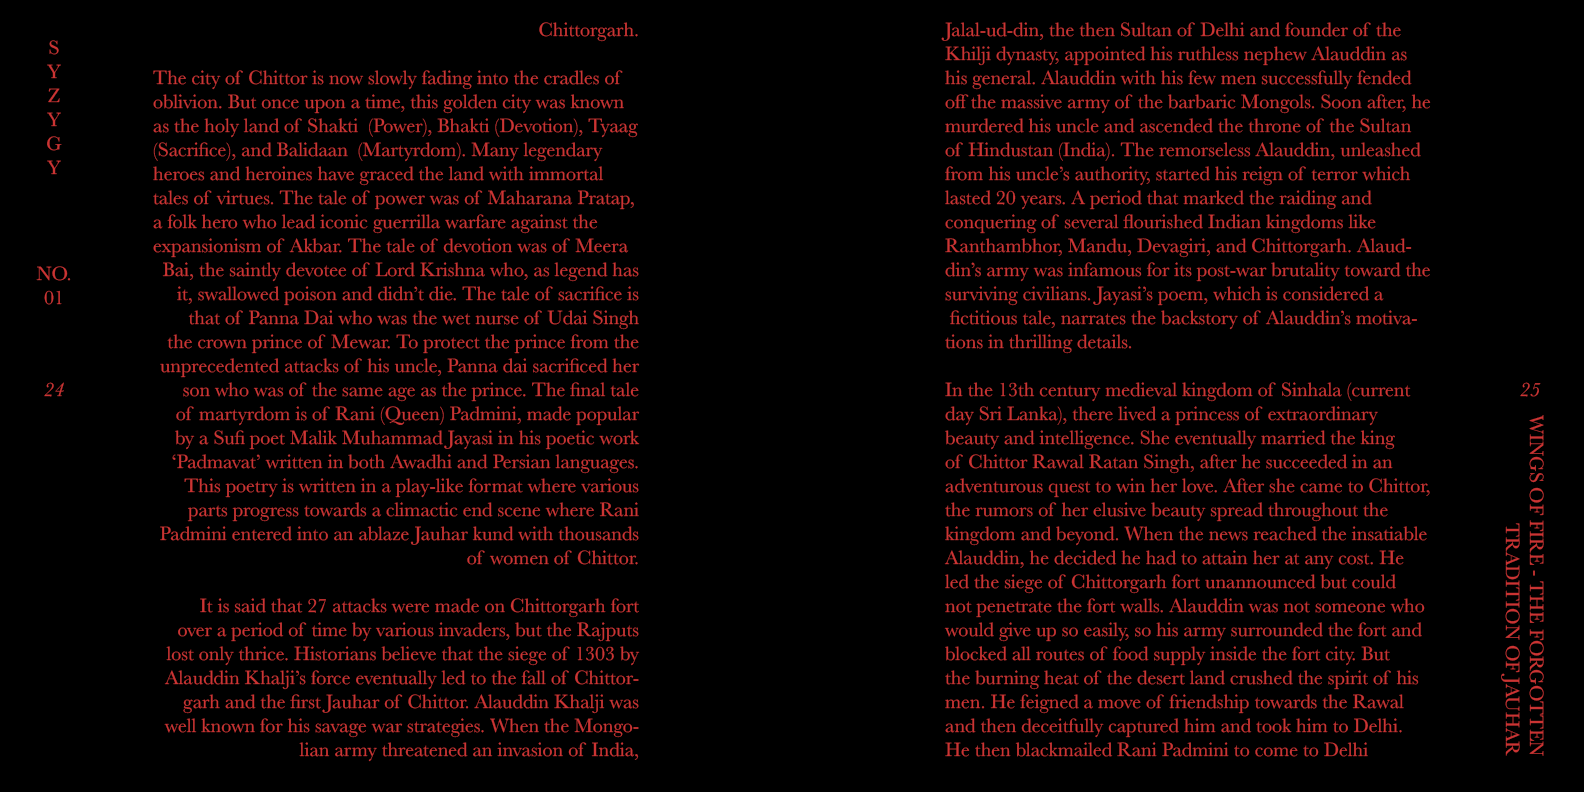 S
Y
Z
Y
G
Y
NO.
01
24
Chittorgarh.
The city of Chittor is now slowly fading into the cradles of
oblivion. But once upon a time, this golden city was known
as the holy land of Shakti (Power), Bhakti (Devotion), Tyaag
(Sacrifice), and Balidaan (Martyrdom). Many legendary
heroes and heroines have graced the land with immortal
tales of virtues. The tale of power was of Maharana Pratap,
a folk hero who lead iconic guerrilla warfare against the
expansionism of Akbar. The tale of devotion was of Meera
Bai, the saintly devotee of Lord Krishna who, as legend has
it, swallowed poison and didn’t die. The tale of sacrifice is
that of Panna Dai who was the wet nurse of Udai Singh
the crown prince of Mewar. To protect the prince from the
unprecedented attacks of his uncle, Panna dai sacrificed her
son who was of the same age as the prince. The final tale
of martyrdom is of Rani (Queen) Padmini, made popular
by a Sufi poet Malik Muhammad Jayasi in his poetic work
‘Padmavat’ written in both Awadhi and Persian languages.
This poetry is written in a play-like format where various
parts progress towards a climactic end scene where Rani
Padmini entered into an ablaze Jauhar kund with thousands
of women of Chittor.
It is said that 27 attacks were made on Chittorgarh fort
over a period of time by various invaders, but the Rajputs
lost only thrice. Historians believe that the siege of 1303 by
Alauddin Khalji’s force eventually led to the fall of Chittor-
garh and the first Jauhar of Chittor. Alauddin Khalji was
well known for his savage war strategies. When the Mongo-
lian army threatened an invasion of India,
Jalal-ud-din, the then Sultan of Delhi and founder of the
Khilji dynasty, appointed his ruthless nephew Alauddin as
his general. Alauddin with his few men successfully fended
off the massive army of the barbaric Mongols. Soon after, he
murdered his uncle and ascended the throne of the Sultan
of Hindustan (India). The remorseless Alauddin, unleashed
from his uncle’s authority, started his reign of terror which
lasted 20 years. A period that marked the raiding and
conquering of several flourished Indian kingdoms like
Ranthambhor, Mandu, Devagiri, and Chittorgarh. Alaud-
din’s army was infamous for its post-war brutality toward the
surviving civilians. Jayasi’s poem, which is considered a
fictitious tale, narrates the backstory of Alauddin’s motiva-
tions in thrilling details.
In the 13th century medieval kingdom of Sinhala (current
day Sri Lanka), there lived a princess of extraordinary
beauty and intelligence. She eventually married the king
of Chittor Rawal Ratan Singh, after he succeeded in an
adventurous quest to win her love. After she came to Chittor,
the rumors of her elusive beauty spread throughout the
kingdom and beyond. When the news reached the insatiable
Alauddin, he decided he had to attain her at any cost. He
led the siege of Chittorgarh fort unannounced but could
not penetrate the fort walls. Alauddin was not someone who
would give up so easily, so his army surrounded the fort and
blocked all routes of food supply inside the fort city. But
the burning heat of the desert land crushed the spirit of his
men. He feigned a move of friendship towards the Rawal
and then deceitfully captured him and took him to Delhi.
He then blackmailed Rani Padmini to come to Delhi
25
WINGS OF FIRE - THE FORGOTTEN
TRADITION OF JAUHAR